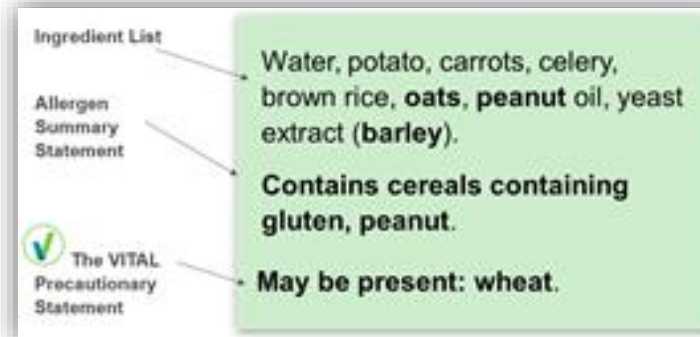 Ingredient List
Water, potato, carrots, celery,
brown rice, oats, peanut oil, yeast
extract (barley).
Allergen
Summary
Statement
Contains cereals containing
gluten, peanut.
The VITAL
Precautionary
Statement
May be present: wheat.